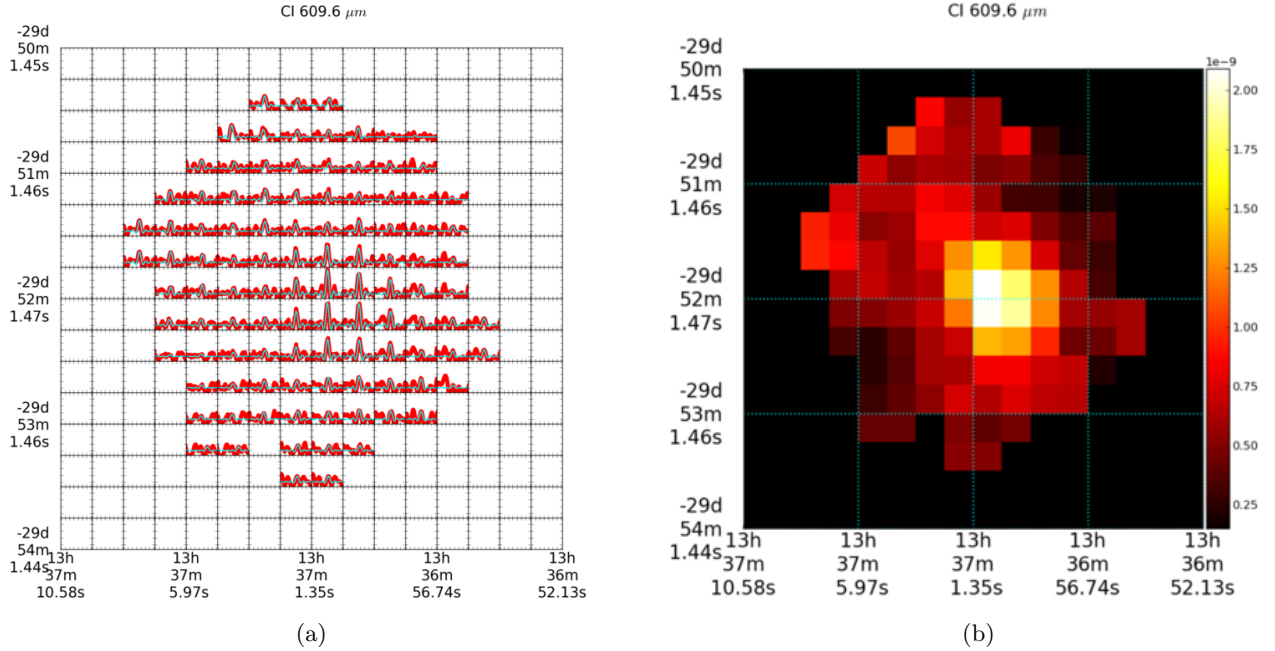 CI 609.6 μm
-29d
50m
1.45s
-29d
51m
1.46s
-29d
52m
1.47s
-29d
53m
1.46s
-29d
54m
1.44s
13h
37m
10.58s
13h
37m
5.97s
13h
37m
1.35s
13h
36m
56.74s
13h
36m
52.13s
(a)
CI 609.6 μm
-29d
50m
1.45s
-29d
51m
1.46s
-29d
52m
1.47s
-29d
53m
1.46s
-29d
54m
1.44s
13h
37m
10.58s
13h
37m
5.97s
13h
37m
1.35s
13h
36m
56.74s
13h
36m
52.13s
1e−9
2.00
1.75
1.50
1.25
1.00
0.75
0.50
0.25
(b)